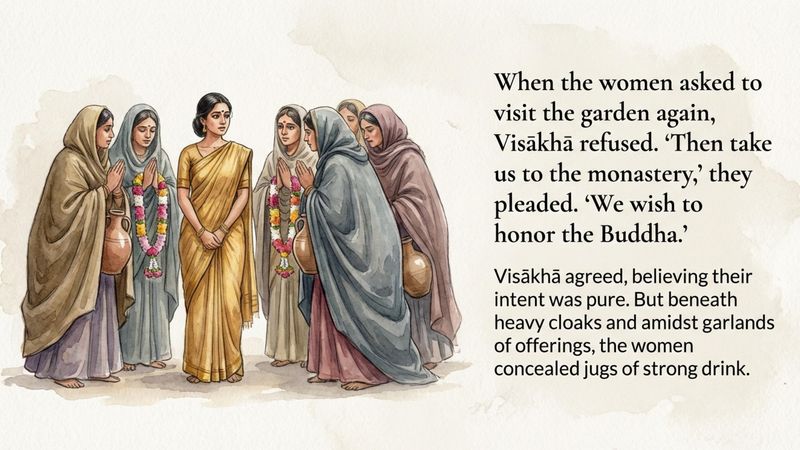 When the women asked to
visit the garden again,
Visākhā refused. ‘Then take
us to the monastery,’ they
pleaded. ‘We wish to
honor the Buddha.’
Visākhā agreed, believing their
intent was pure. But beneath
heavy cloaks and amidst garlands
of offerings, the women
concealed jugs of strong drink.